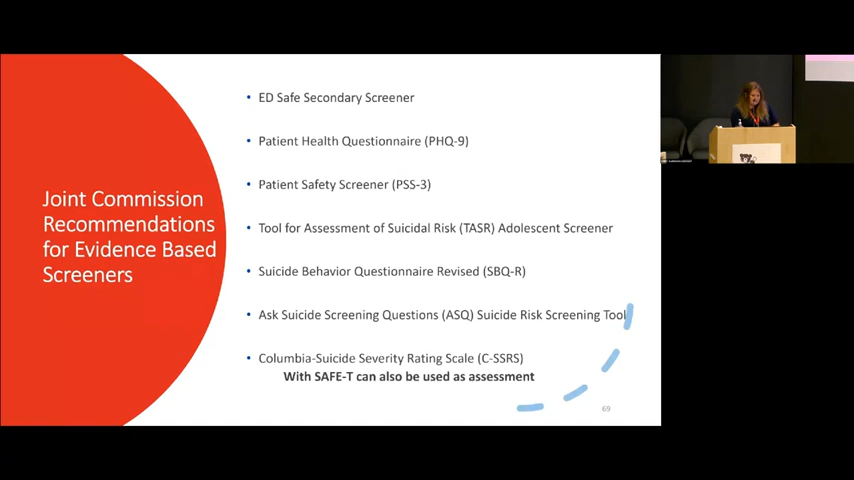 Joint Commission
Recommendations
for Evidence Based
Screeners
• ED Safe Secondary Screener
• Patient Health Questionnaire (PHQ-9)
• Patient Safety Screener (PSS-3)
• Tool for Assessment of Suicidal Risk (TASR) Adolescent Screener
• Suicide Behavior Questionnaire Revised (SBQ-R)
• Ask Suicide Screening Questions (ASQ) Suicide Risk Screening Tool
• Columbia-Suicide Severity Rating Scale (C-SSRS)
With SAFE-T can also be used as assessment
69